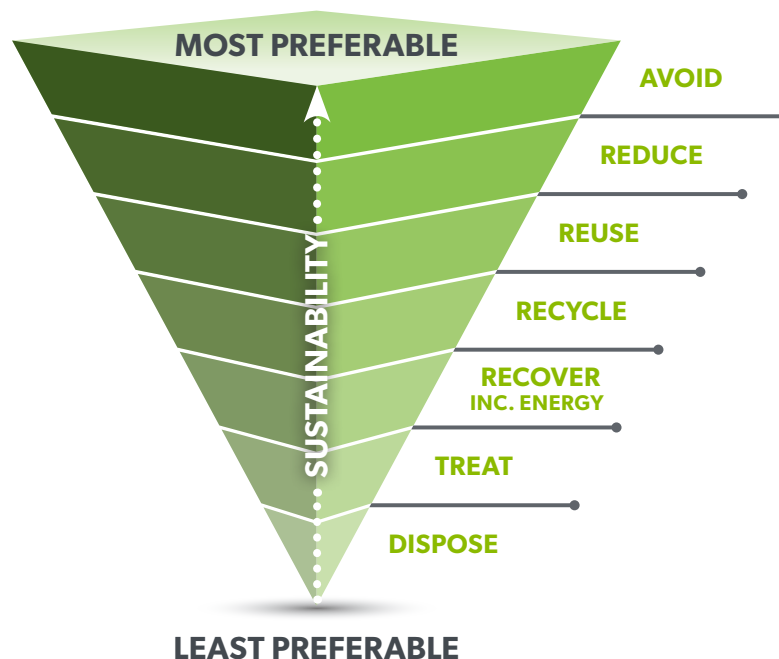 MOST PREFERABLE
AVOID
REDUCE
REUSE
RECYCLE
RECOVER
INC. ENERGY
TREAT
DISPOSE
SUSTAINABILITY
LEAST PREFERABLE